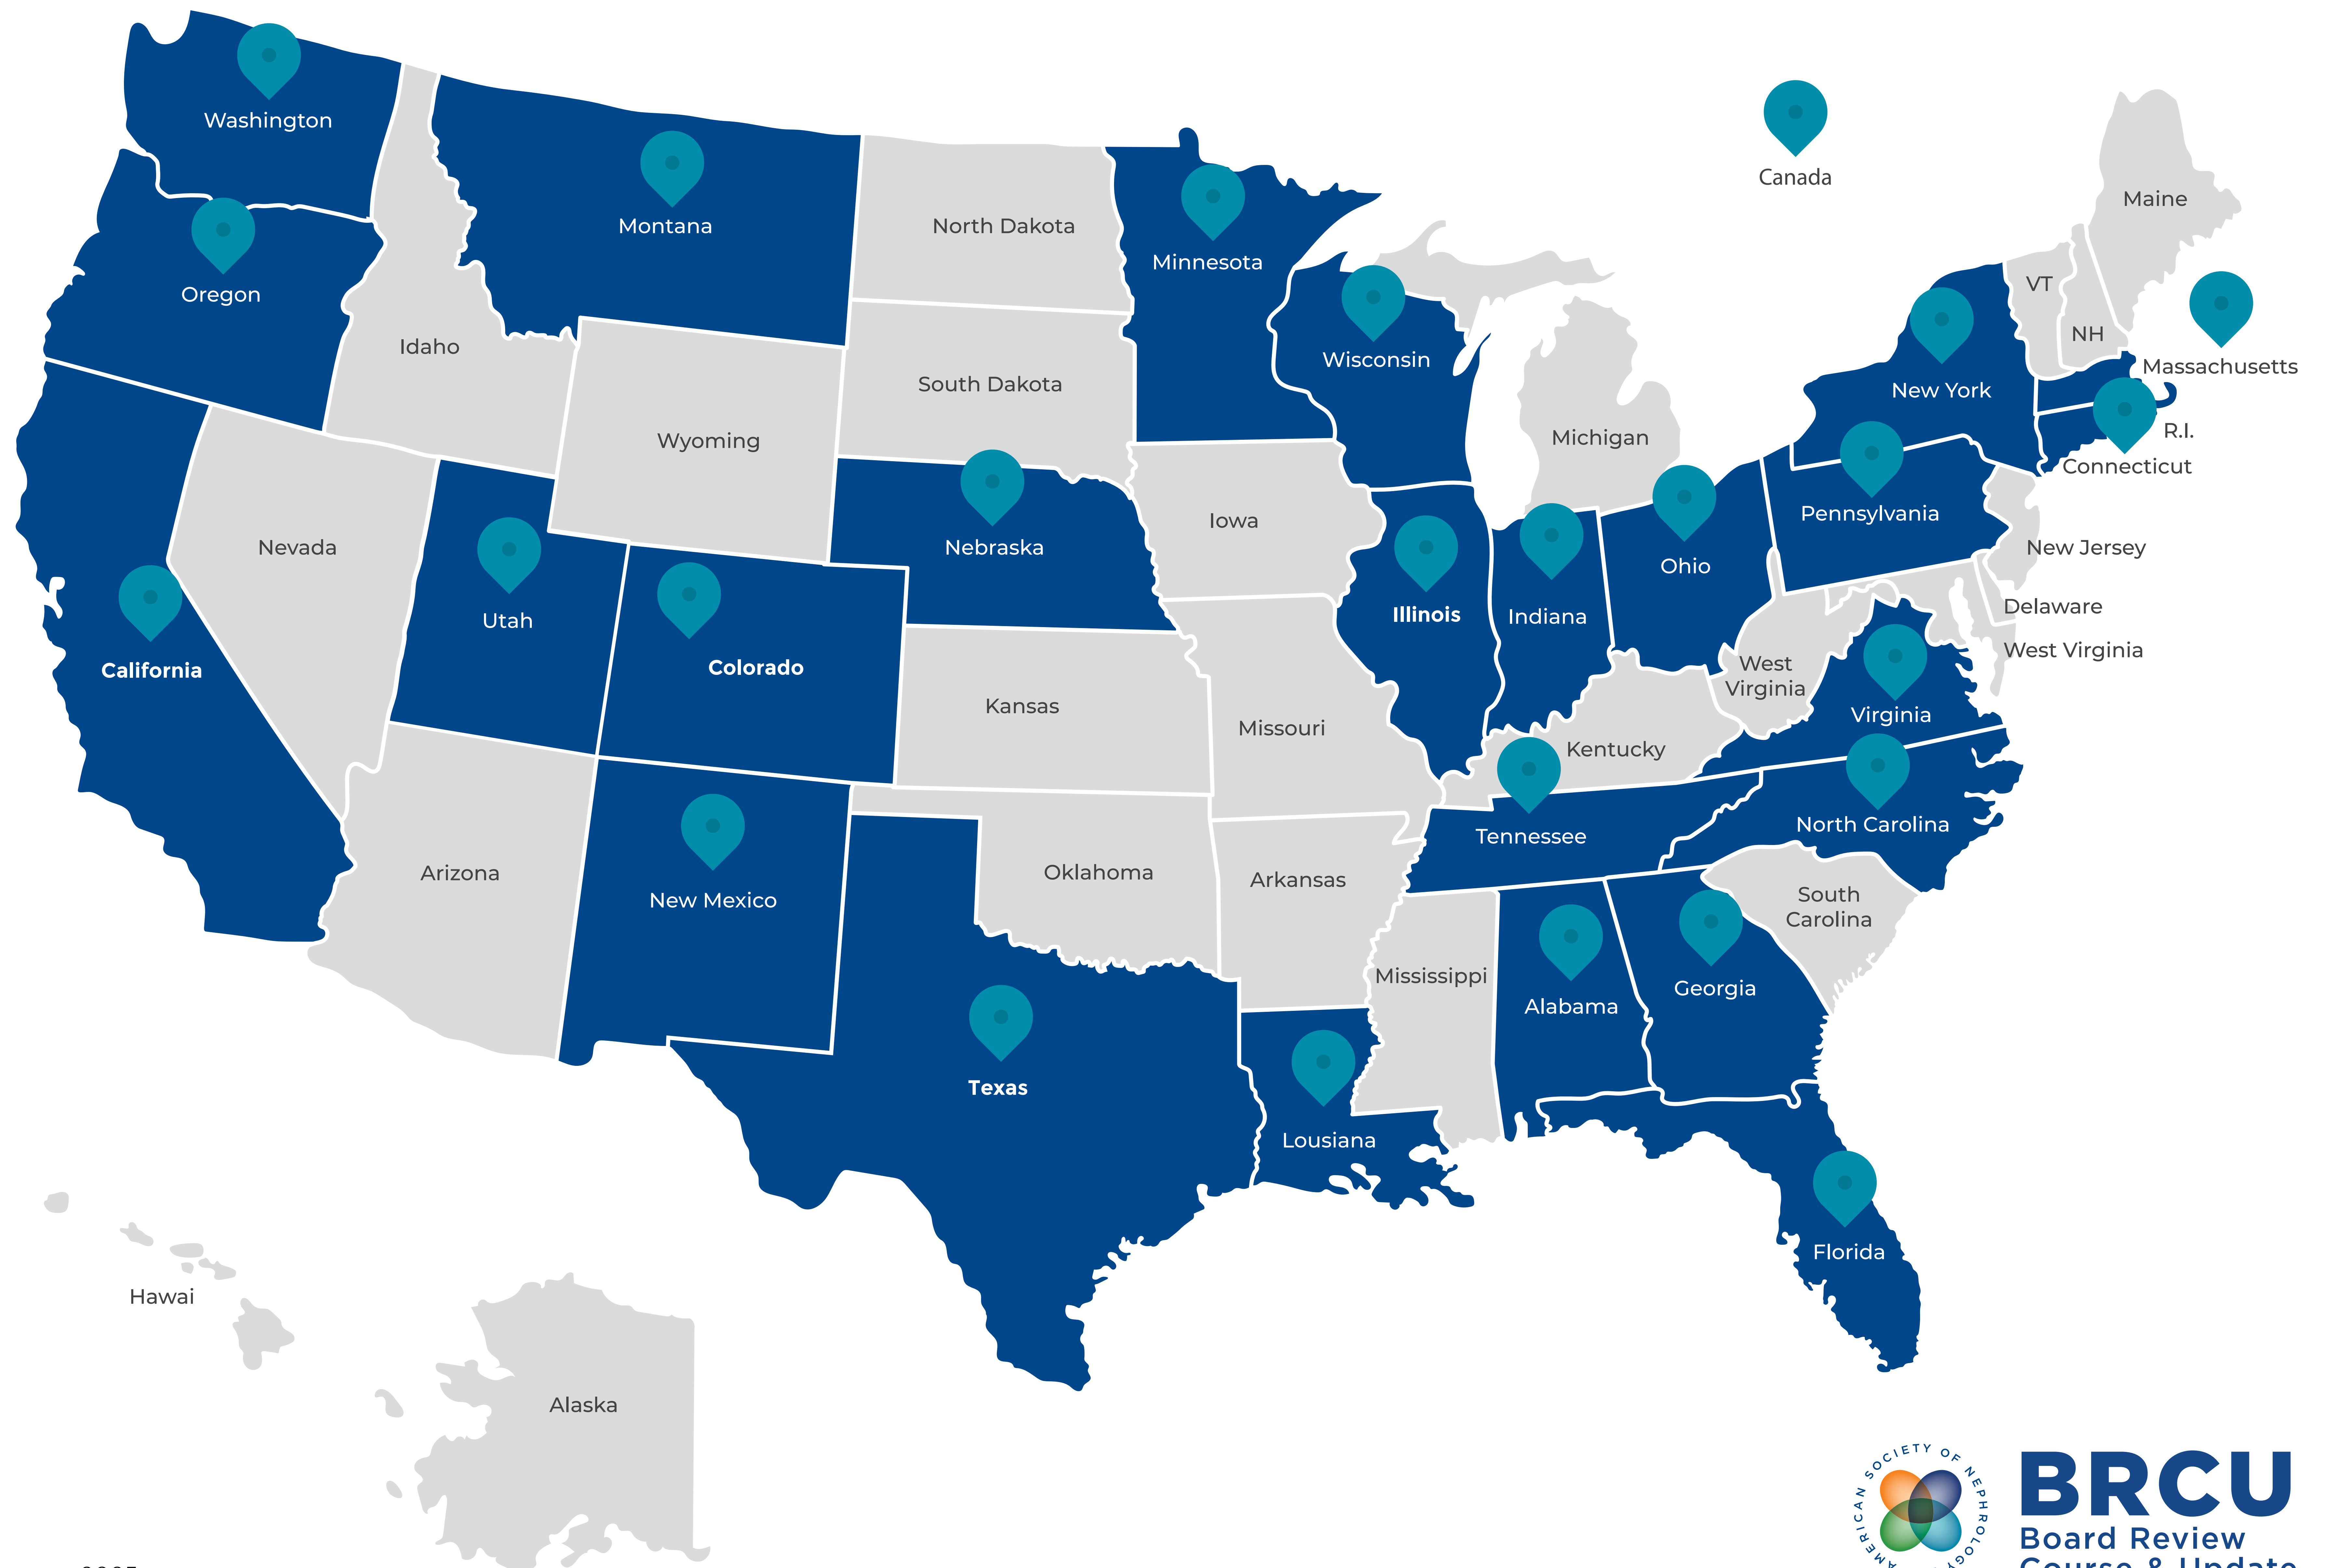 Washington
Canada
Maine
Montana
North Dakota
Minnesota
Oregon
VT
NH
Idaho
Wisconsin
Massachusetts
South Dakota
New York
Wyoming
Michigan
R.I.
Connecticut
Pennsylvania
Iowa
Nevada
Nebraska
New Jersey
Ohio
Utah
Illinois
Indiana
Delaware
West Virginia
California
Colorado
West
Virginia
Kansas
Virginia
Missouri
Kentucky
Tennessee
North Carolina
Arizona
New Mexico
Oklahoma
Arkansas
South
Carolina
Mississippi
Alabama
Georgia
Texas
Lousiana
Florida
Hawai
Alaska
AMERICAN SOCIETY OF NEPHROLOGY
BRCU
Board Review
Course & Update